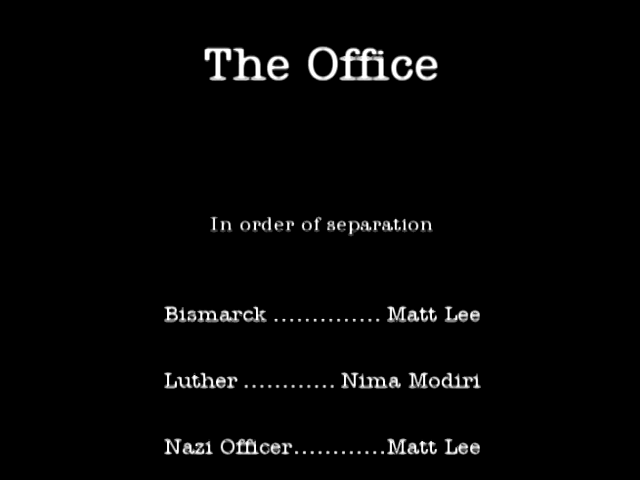 The Office
In order of separation
Bismarck .............. Matt Lee
Luther ............ Nima Modiri
Nazi Officer............Matt Lee